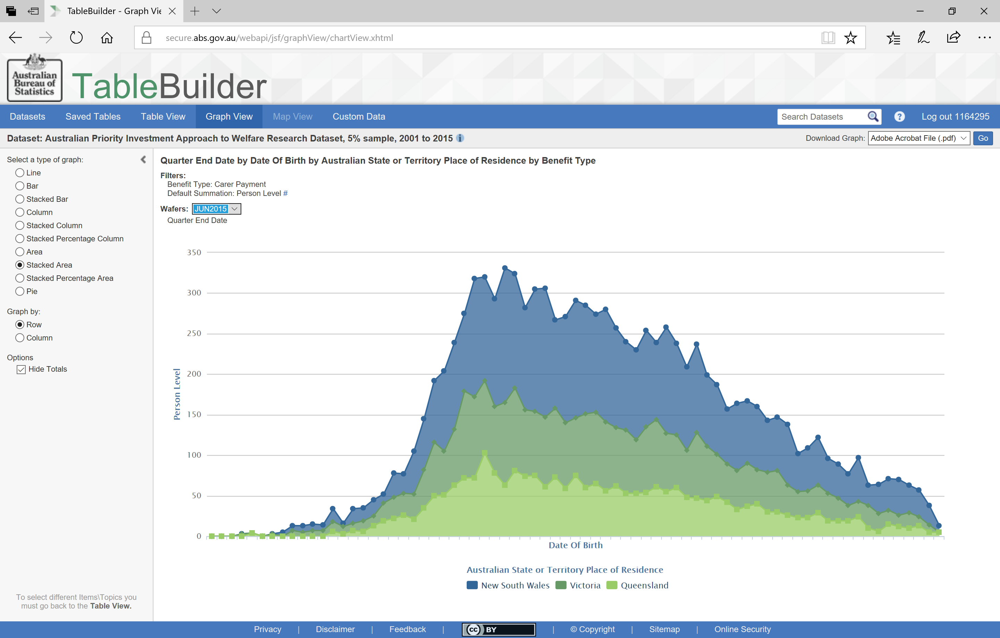 TableBuilder - Graph Vie
secure.abs.gov.au/webapi/jsf/graphView/chartView.xhtml
Australian
Bureau of
Statistics
TableBuilder
Datasets Saved Tables Table View Graph View Map View Custom Data Search Datasets ? Log out 1164295
Dataset: Australian Priority Investment Approach to Welfare Research Dataset, 5% sample, 2001 to 2015 i Download Graph: Adobe Acrobat File (.pdf) Go
Select a type of graph:
Line
Bar
Stacked Bar
Column
Stacked Column
Stacked Percentage Column
Area
Stacked Area
Stacked Percentage Area
Pie
Graph by:
Row
Column
Options
Hide Totals
To select different Items\Topics you
must go back to the Table View.
Quarter End Date by Date Of Birth by Australian State or Territory Place of Residence by Benefit Type
Filters:
Benefit Type: Carer Payment
Default Summation: Person Level #
Wafers: JUN2015
Quarter End Date
350
300
250
200
150
100
50
0
Person Level
Date Of Birth
Australian State or Territory Place of Residence
New South Wales Victoria Queensland
Privacy | Disclaimer | Feedback | cc BY | © Copyright | Sitemap | Online Security